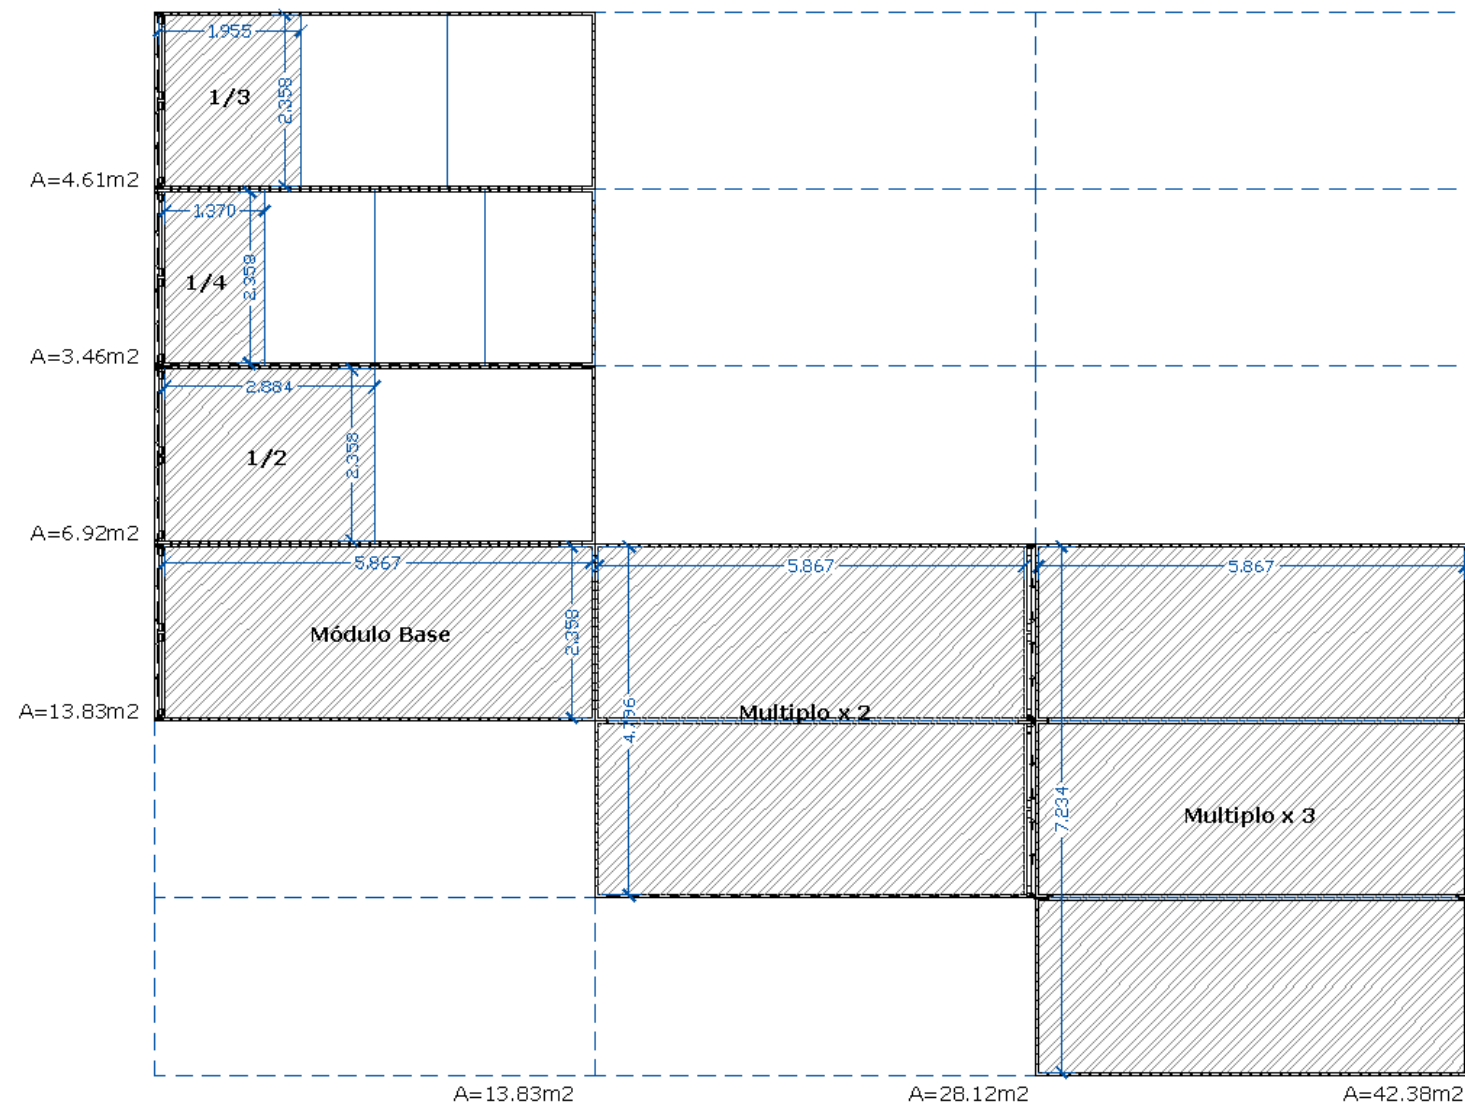 1.955
2.358
1/3
A=4.61m2
1.370
2.358
1/4
A=3.46m2
2.884
2.358
1/2
A=6.92m2
5.867
5.867
5.867
2.358
Módulo Base
A=13.83m2
4.796
Multiplo x 2
7.234
Multiplo x 3
A=13.83m2
A=28.12m2
A=42.38m2